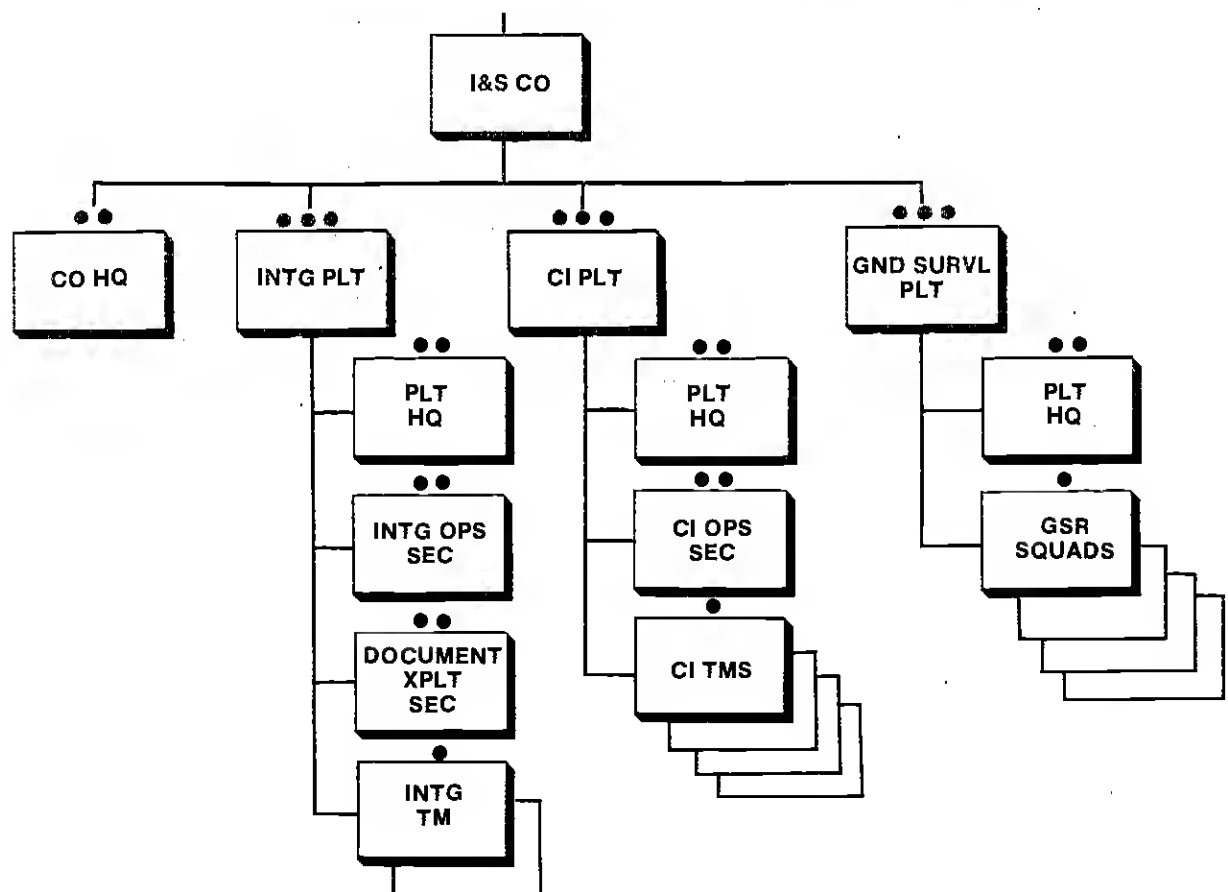 I&S CO
CO HQ
INTG PLT
CI PLT
GND SURVL
PLT
PLT
HQ
PLT
HQ
PLT
HQ
INTG OPS
SEC
CI OPS
SEC
GSR
SQUADS
DOCUMENT
XPLT
SEC
CI TMS
INTG
TM